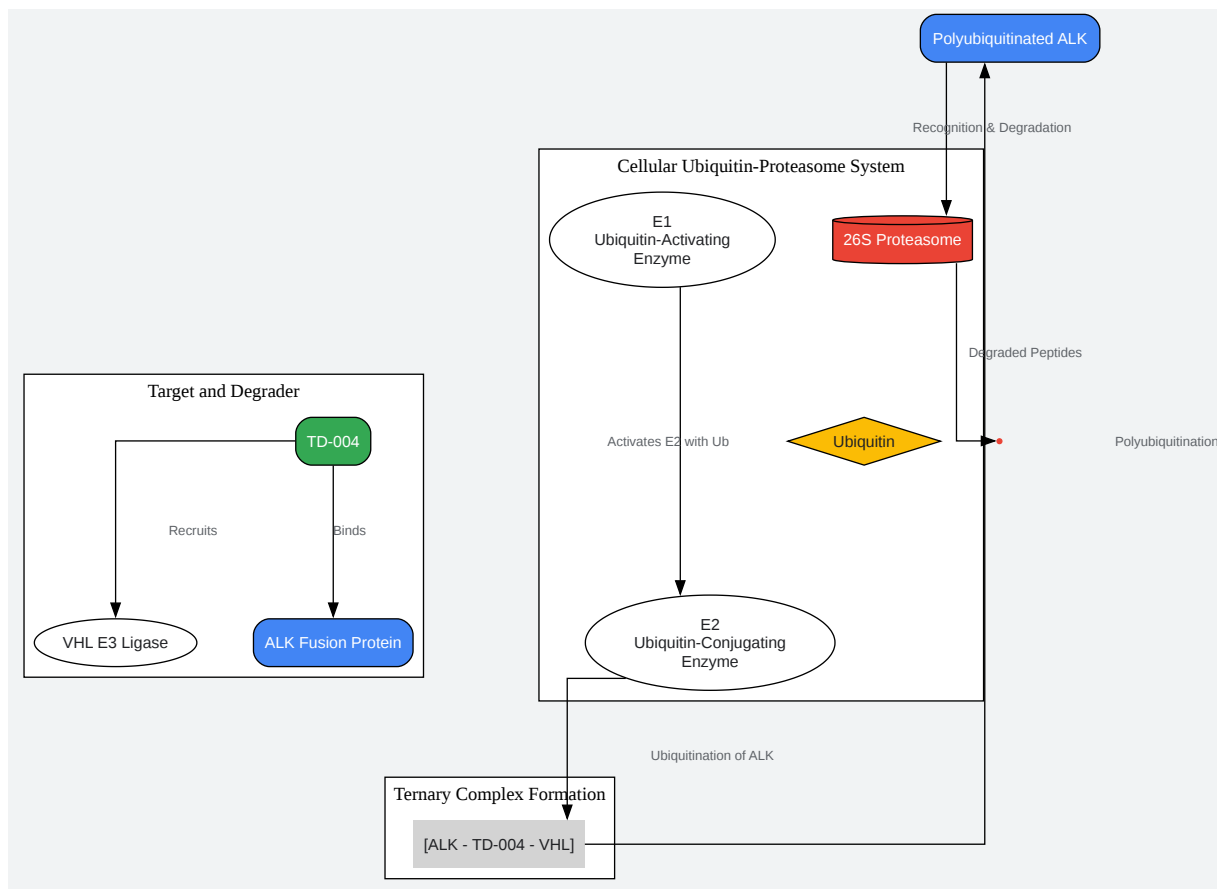 Polyubiquitinated ALK
Recognition & Degradation
Cellular Ubiquitin-Proteasome System
E1
Ubiquitin-Activating
Enzyme
26S Proteasome
Degraded Peptides
Target and Degrader
TD-004
Activates E2 with Ub
Ubiquitin
Polyubiquitination
Recruits
Binds
VHL E3 Ligase
ALK Fusion Protein
E2
Ubiquitin-Conjugating
Enzyme
Ubiquitination of ALK
Ternary Complex Formation
[ALK - TD-004 - VHL]